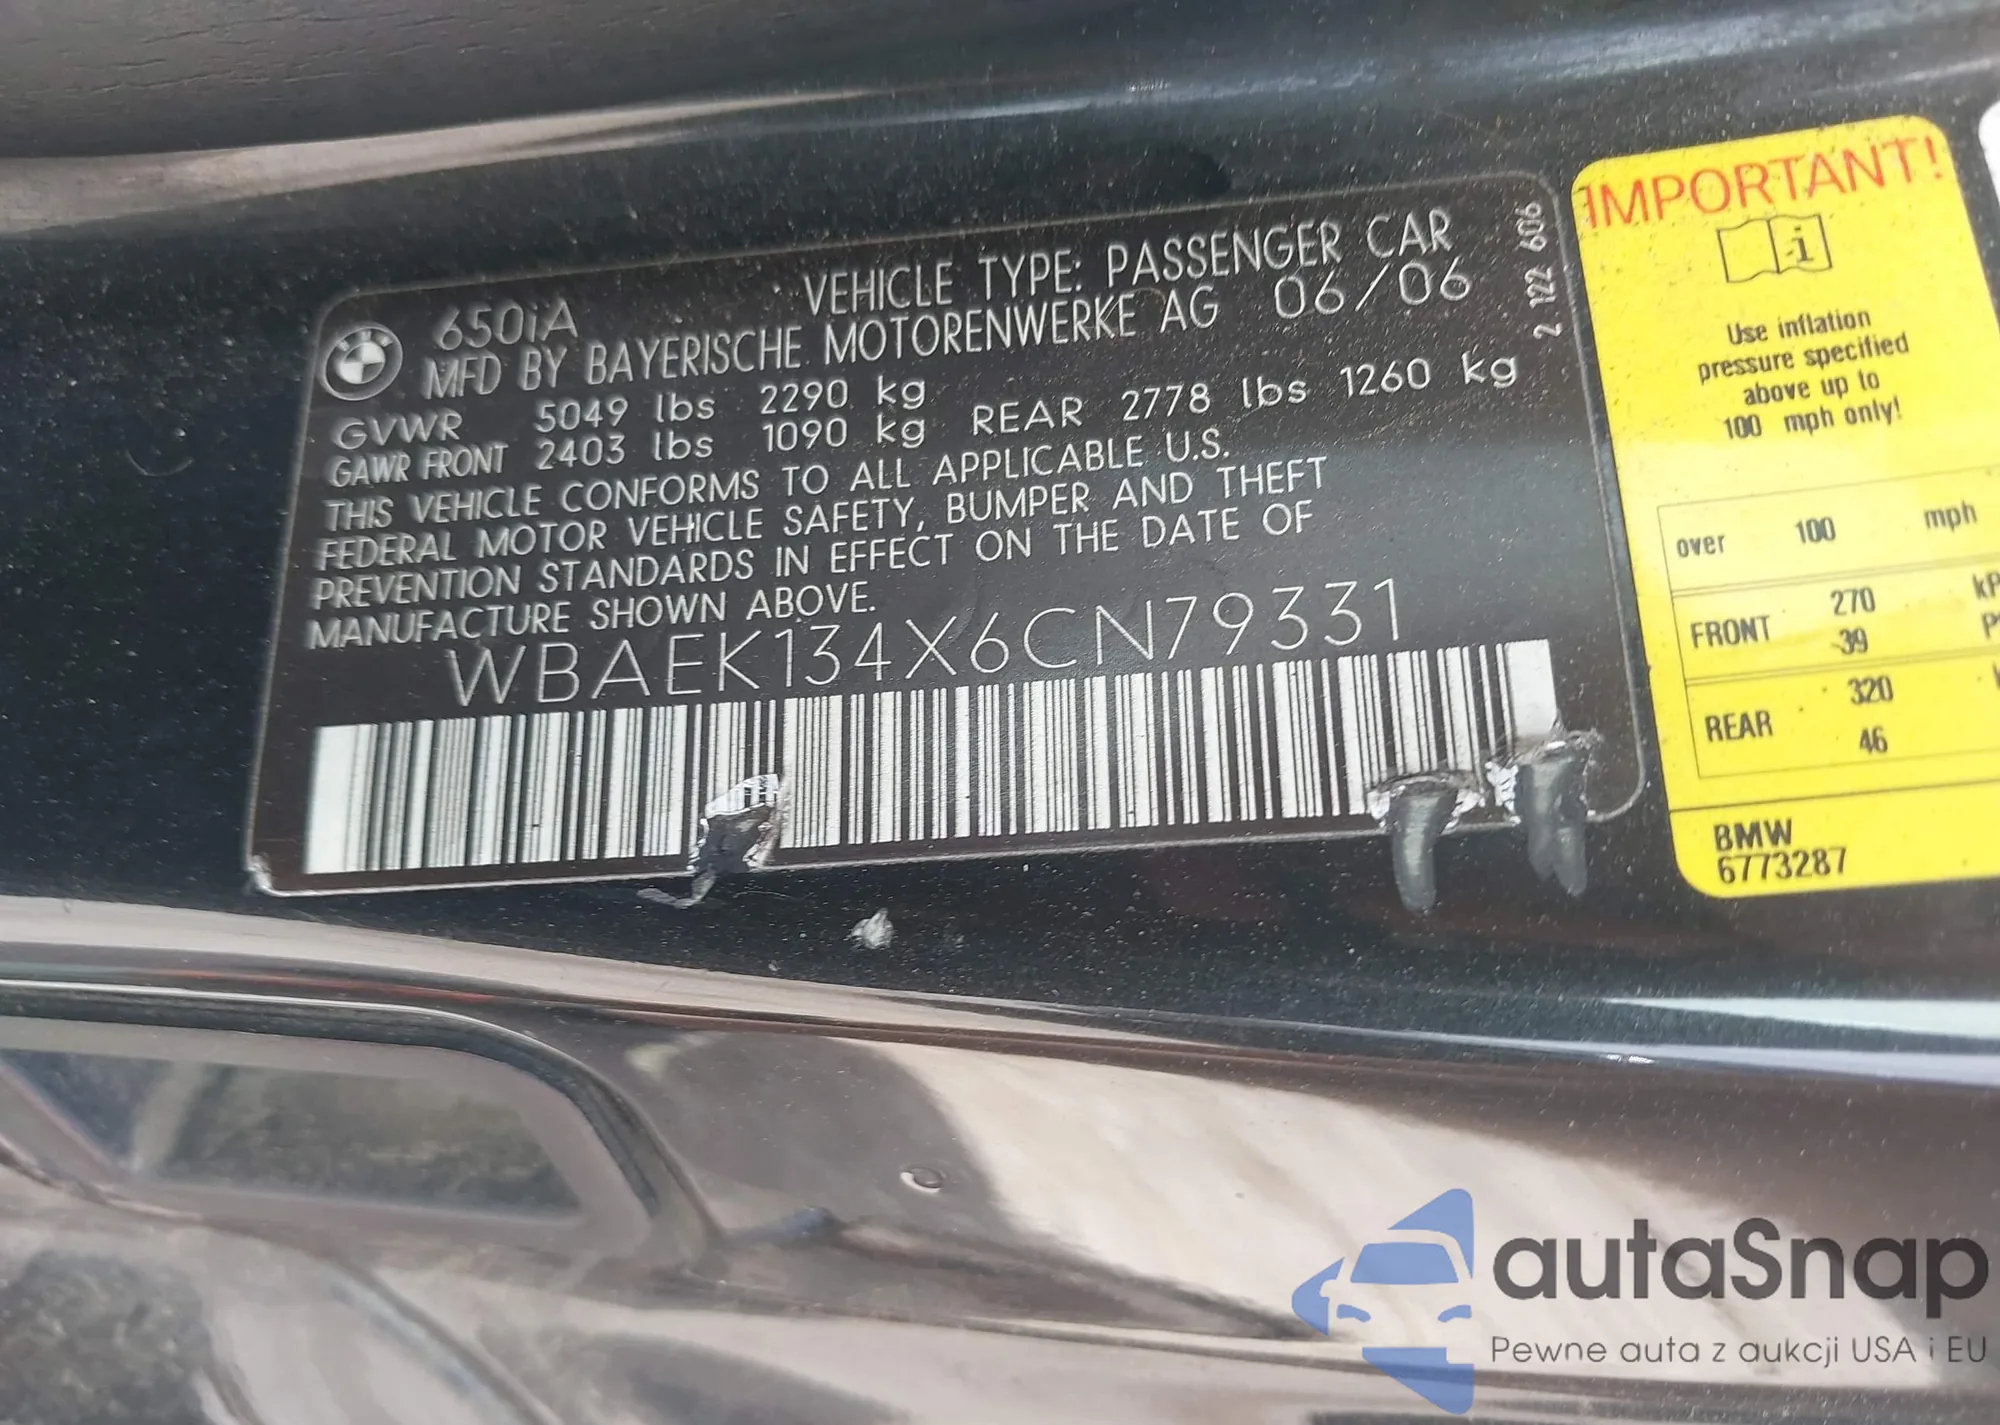 650iA
VEHICLE TYPE: PASSENGER CAR
MFD BY BAYERISCHE MOTORENWERKE AG 06/06
GVWR 5049 lbs 2290 kg
GAWR FRONT 2403 lbs 1090 kg REAR 2778 lbs 1260 kg
THIS VEHICLE CONFORMS TO ALL APPLICABLE U.S.
FEDERAL MOTOR VEHICLE SAFETY, BUMPER AND THEFT
PREVENTION STANDARDS IN EFFECT ON THE DATE OF
MANUFACTURE SHOWN ABOVE.
WBAEK134X6CN79331
2 122 606
IMPORTANT!
i
Use inflation
pressure specified
above up to
100 mph only!
over 100 mph
FRONT 270
39
REAR 320
46
BMW
6773287
autaSnap
Pewne auta z aukcji USA i EU